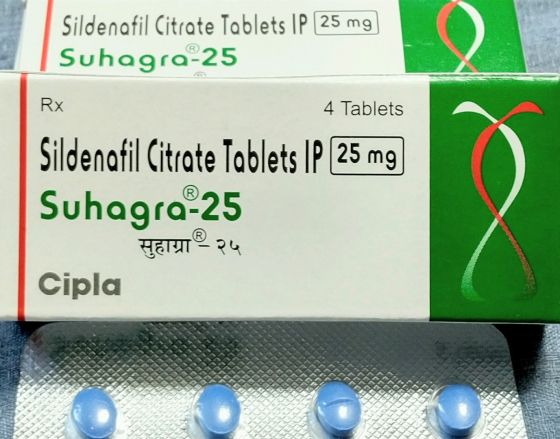 Sildenafil Citrate Tablets IP 25 mg
Suhagra®-25
®
Rx 4 Tablets
Sildenafil Citrate Tablets IP 25 mg
Suhagra®-25
सुहाग्रा®-२५
Cipla